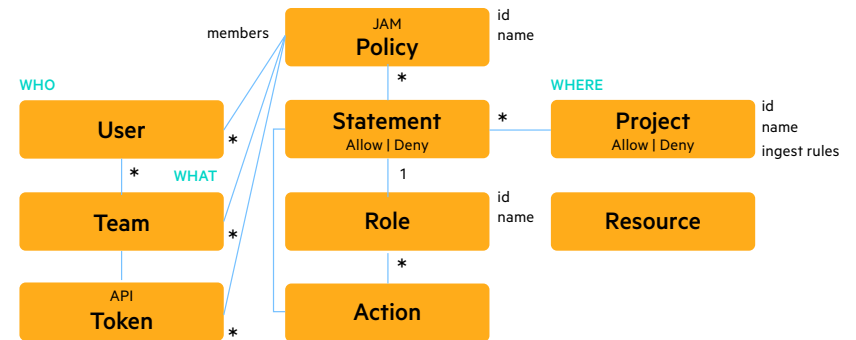 JAM
Policy
members
id
name
WHO
WHERE
*
User
*
Statement
Allow | Deny
*
Project
Allow | Deny
id
name
ingest rules
*
WHAT
1
Team
*
Role
id
name
Resource
*
API
Token
*
Action